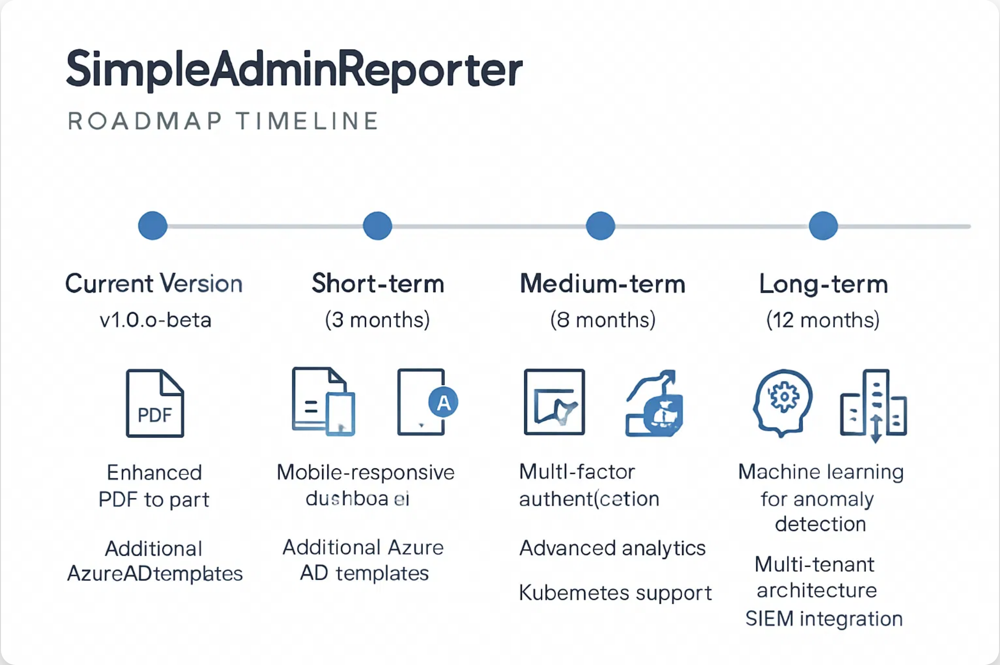 SimpleAdminReporter
ROADMAP TIMELINE
Current Version
v1.0.o-beta
PDF
Enhanced
PDF to part
Additional
AzureADtemplates
Short-term
(3 months)
A
Mobile-responsive
dushboa ei
Additional Azure
AD templates
Medium-term
(8 months)
Multl-factor
authent(cetion
Advanced analytics
Kubemetes support
Long-term
(12 months)
Machine learning
for anomaly
detection
Multi-tenant
architecture
SIEM integration